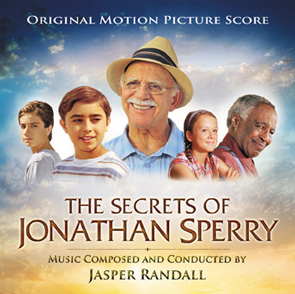 ORIGINAL MOTION PICTURE SCORE
THE SECRETS OF
JONATHAN SPERRY
MUSIC COMPOSED AND CONDUCTED BY
JASPER RANDALL